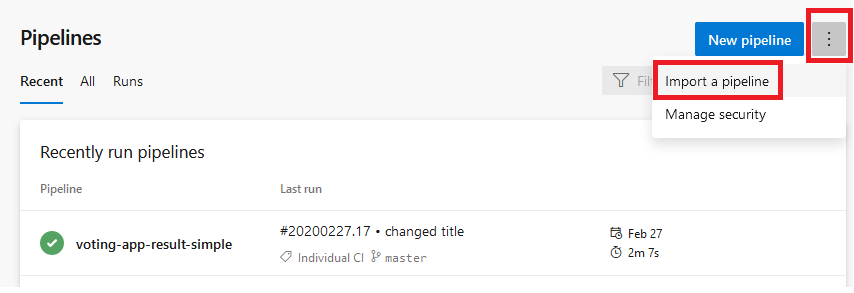 Pipelines
New pipeline
Recent All Runs
Import a pipeline
Manage security
Recently run pipelines
Pipeline Last run
voting-app-result-simple
#20200227.17 • changed title
Individual CI master
Feb 27
2m 7s